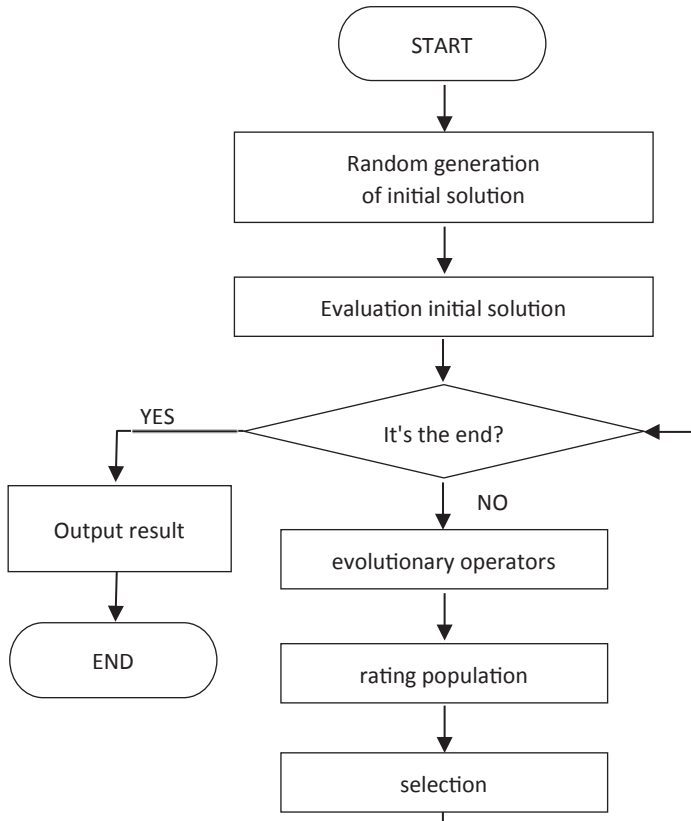 START
Random generation
of initial solution
Evaluation initial solution
YES
It's the end?
NO
Output result
evolutionary operators
END
rating population
selection